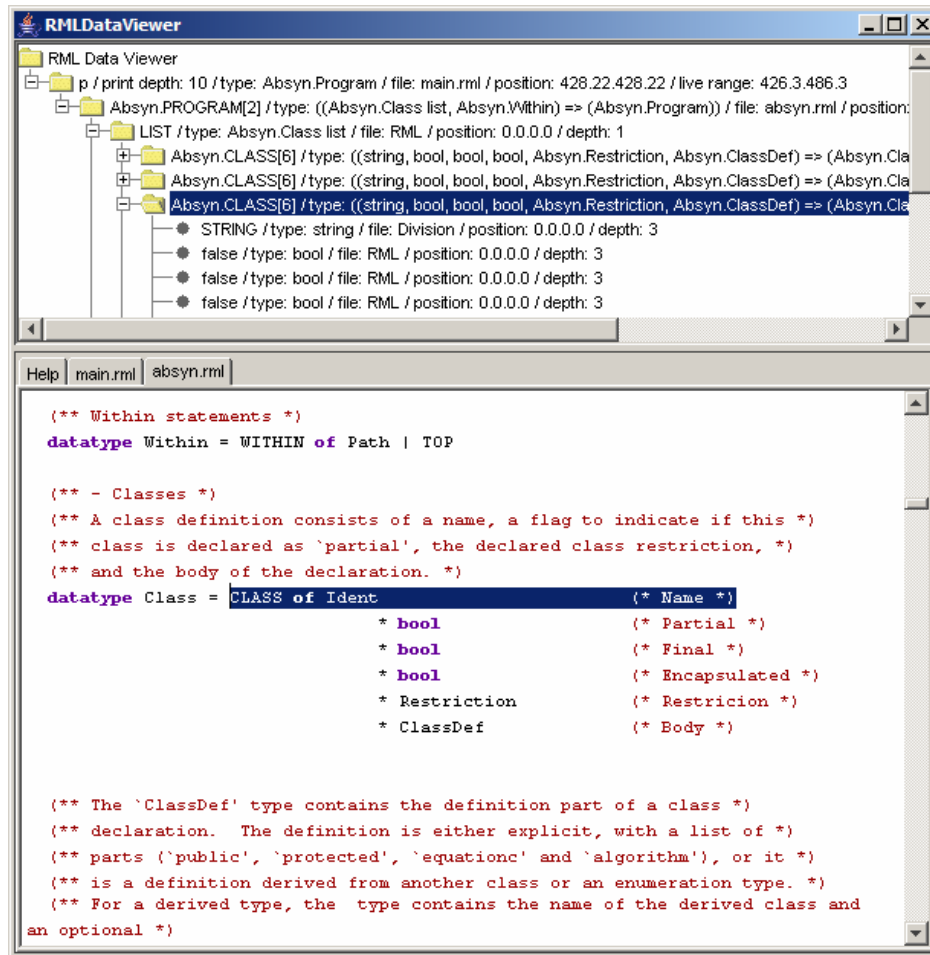 RMLDataViewer
RML Data Viewer
p / print depth: 10 / type: Absyn.Program / file: main.rml / position: 428.22.428.22 / live range: 426.3.486.3
Absyn.PROGRAM[2] / type: ((Absyn.Class list, Absyn.Within) => (Absyn.Program)) / file: absyn.rml / position:
LIST / type: Absyn.Class list / file: RML / position: 0.0.0.0 / depth: 1
Absyn.CLASS[6] / type: ((string, bool, bool, bool, Absyn.Restriction, Absyn.ClassDef) => (Absyn.Cla
Absyn.CLASS[6] / type: ((string, bool, bool, bool, Absyn.Restriction, Absyn.ClassDef) => (Absyn.Cla
Absyn.CLASS[6] / type: ((string, bool, bool, bool, Absyn.Restriction, Absyn.ClassDef) => (Absyn.Cla
STRING / type: string / file: Division / position: 0.0.0.0 / depth: 3
false / type: bool / file: RML / position: 0.0.0.0 / depth: 3
false / type: bool / file: RML / position: 0.0.0.0 / depth: 3
false / type: bool / file: RML / position: 0.0.0.0 / depth: 3
Help main.rml absyn.rml
(** Within statements *)
datatype Within = WITHIN of Path | TOP
(** - Classes *)
(** A class definition consists of a name, a flag to indicate if this *)
(** class is declared as `partial', the declared class restriction, *)
(** and the body of the declaration. *)
datatype Class = CLASS of Ident (* Name *)
* bool (* Partial *)
* bool (* Final *)
* bool (* Encapsulated *)
* Restriction (* Restricion *)
* ClassDef (* Body *)
(** The `ClassDef' type contains the definition part of a class *)
(** declaration. The definition is either explicit, with a list of *)
(** parts (`public', `protected', `equationc' and `algorithm'), or it *)
(** is a definition derived from another class or an enumeration type. *)
(** For a derived type, the type contains the name of the derived class and
an optional *)